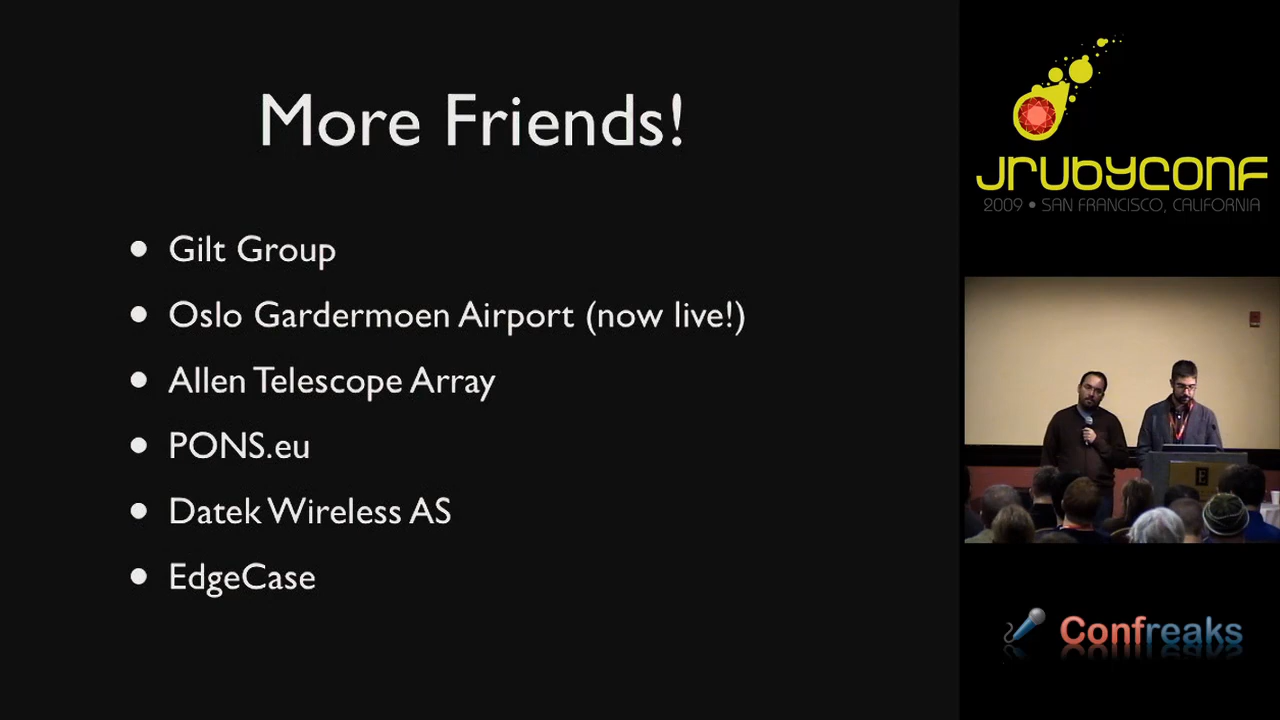 More Friends!
• Gilt Group
• Oslo Gardermoen Airport (now live!)
• Allen Telescope Array
• PONS.eu
• Datek Wireless AS
• EdgeCase
JRUBYCONF
2009 • SAN FRANCISCO, CALIFORNIA
E
Confreaks